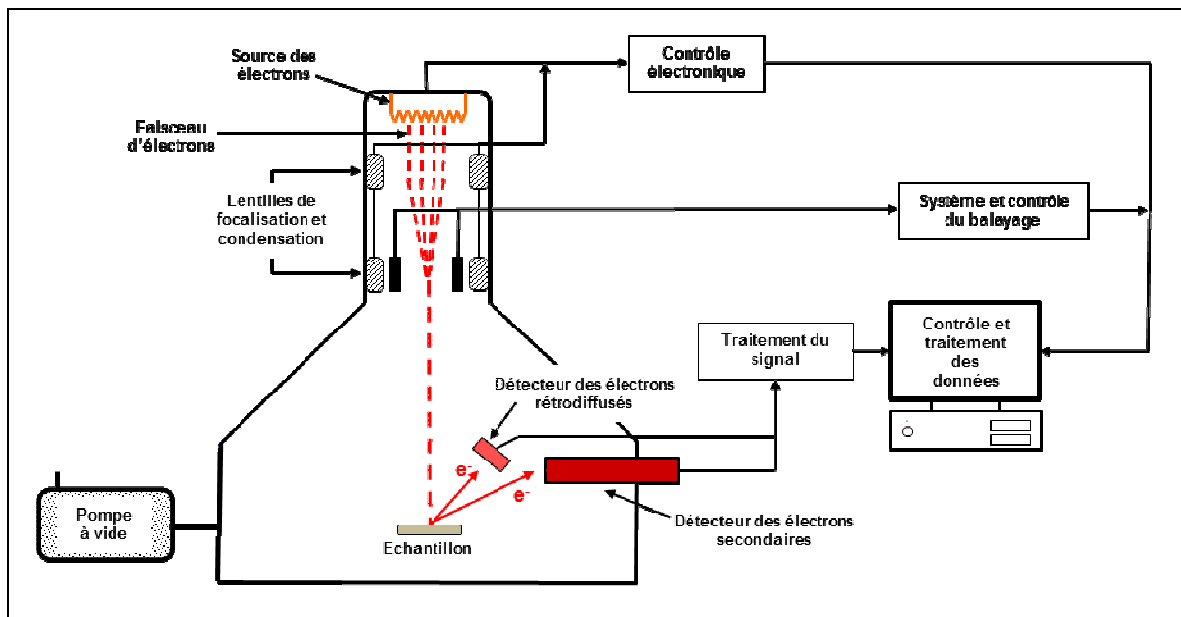 Source des
électrons
Contrôle
électronique
Faisceau
d'électrons
Lentilles de
focalisation et
condensation
Système et contrôle
du balayage
Traitement du
signal
Contrôle et
traitement
des
données
Détecteur des électrons
rétrodiffusés
e-
e-
Pompe
à vide
Echantillon
Détecteur des électrons
secondaires